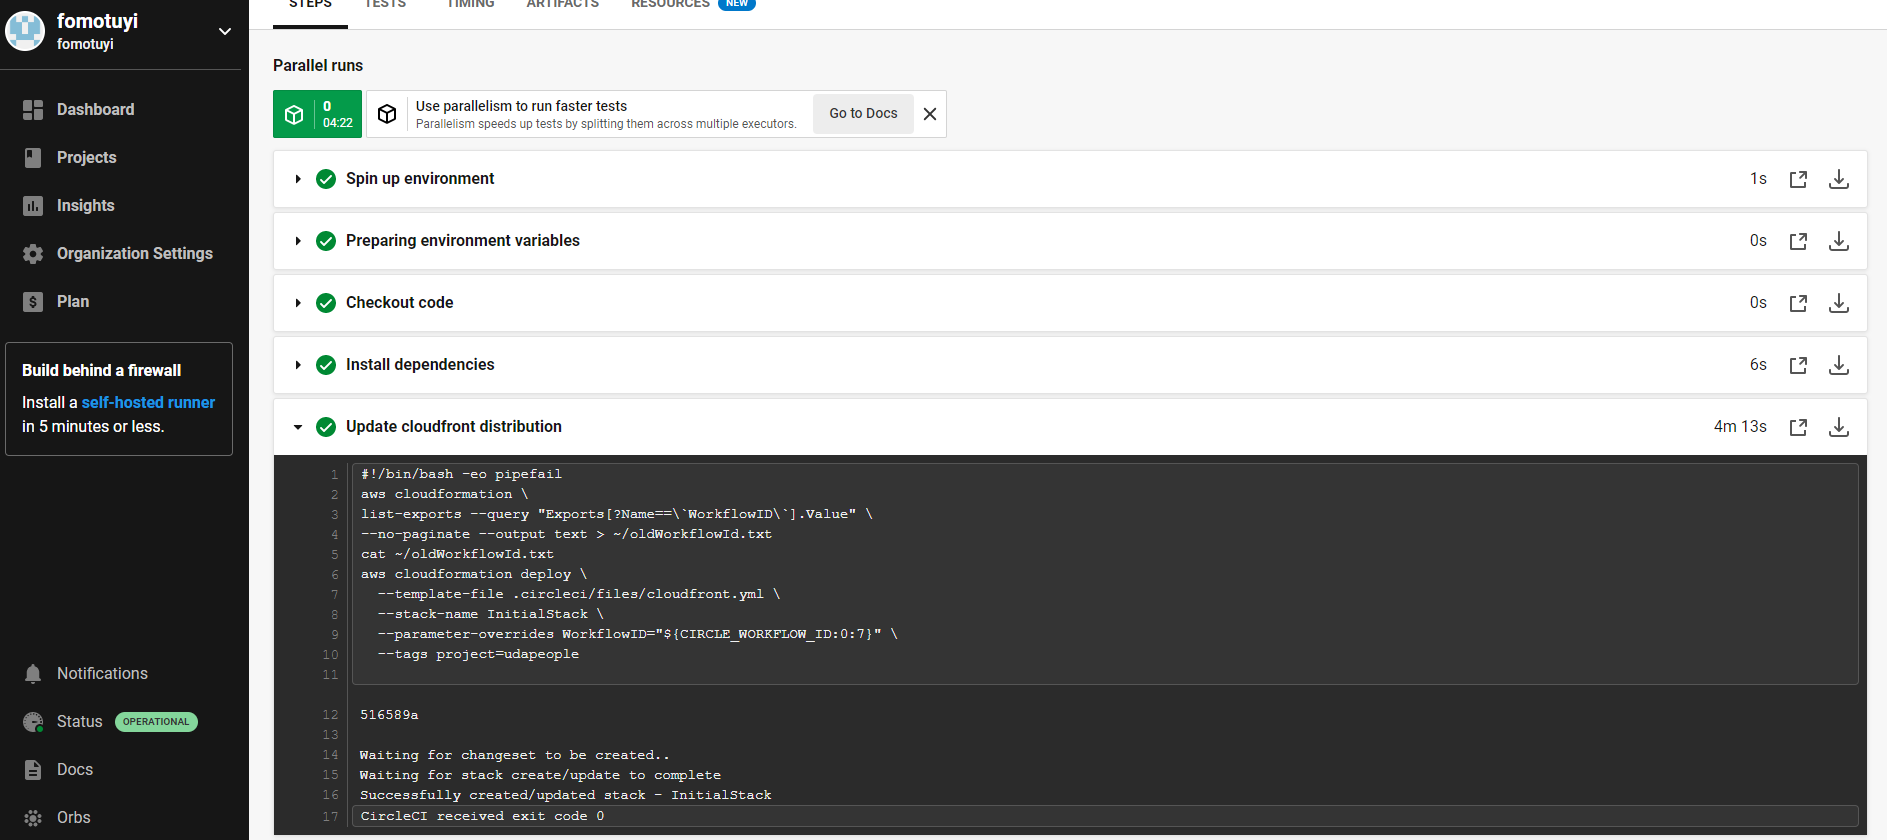 fomotuyi
fomotuyi
Dashboard
Projects
Insights
Organization Settings
Plan
Build behind a firewall
Install a self-hosted runner
in 5 minutes or less.
Notifications
Status OPERATIONAL
Docs
Orbs
STEPS TESTS TIMING ARTIFACTS RESOURCES NEW
Parallel runs
0
04:22
Use parallelism to run faster tests
Parallelism speeds up tests by splitting them across multiple executors.
Go to Docs
Spin up environment 1s
Preparing environment variables 0s
Checkout code 0s
Install dependencies 6s
Update cloudfront distribution 4m 13s
1 #!/bin/bash -eo pipefail
2 aws cloudformation \
3 list-exports --query "Exports[?Name==\`WorkflowID\`].Value" \
4 --no-paginate --output text > ~/oldWorkflowId.txt
5 cat ~/oldWorkflowId.txt
6 aws cloudformation deploy \
7 --template-file .circleci/files/cloudfront.yml \
8 --stack-name InitialStack \
9 --parameter-overrides WorkflowID="${CIRCLE_WORKFLOW_ID:0:7}" \
10 --tags project=udapeople
11
12 516589a
13
14 Waiting for changeset to be created..
15 Waiting for stack create/update to complete
16 Successfully created/updated stack - InitialStack
17 CircleCI received exit code 0